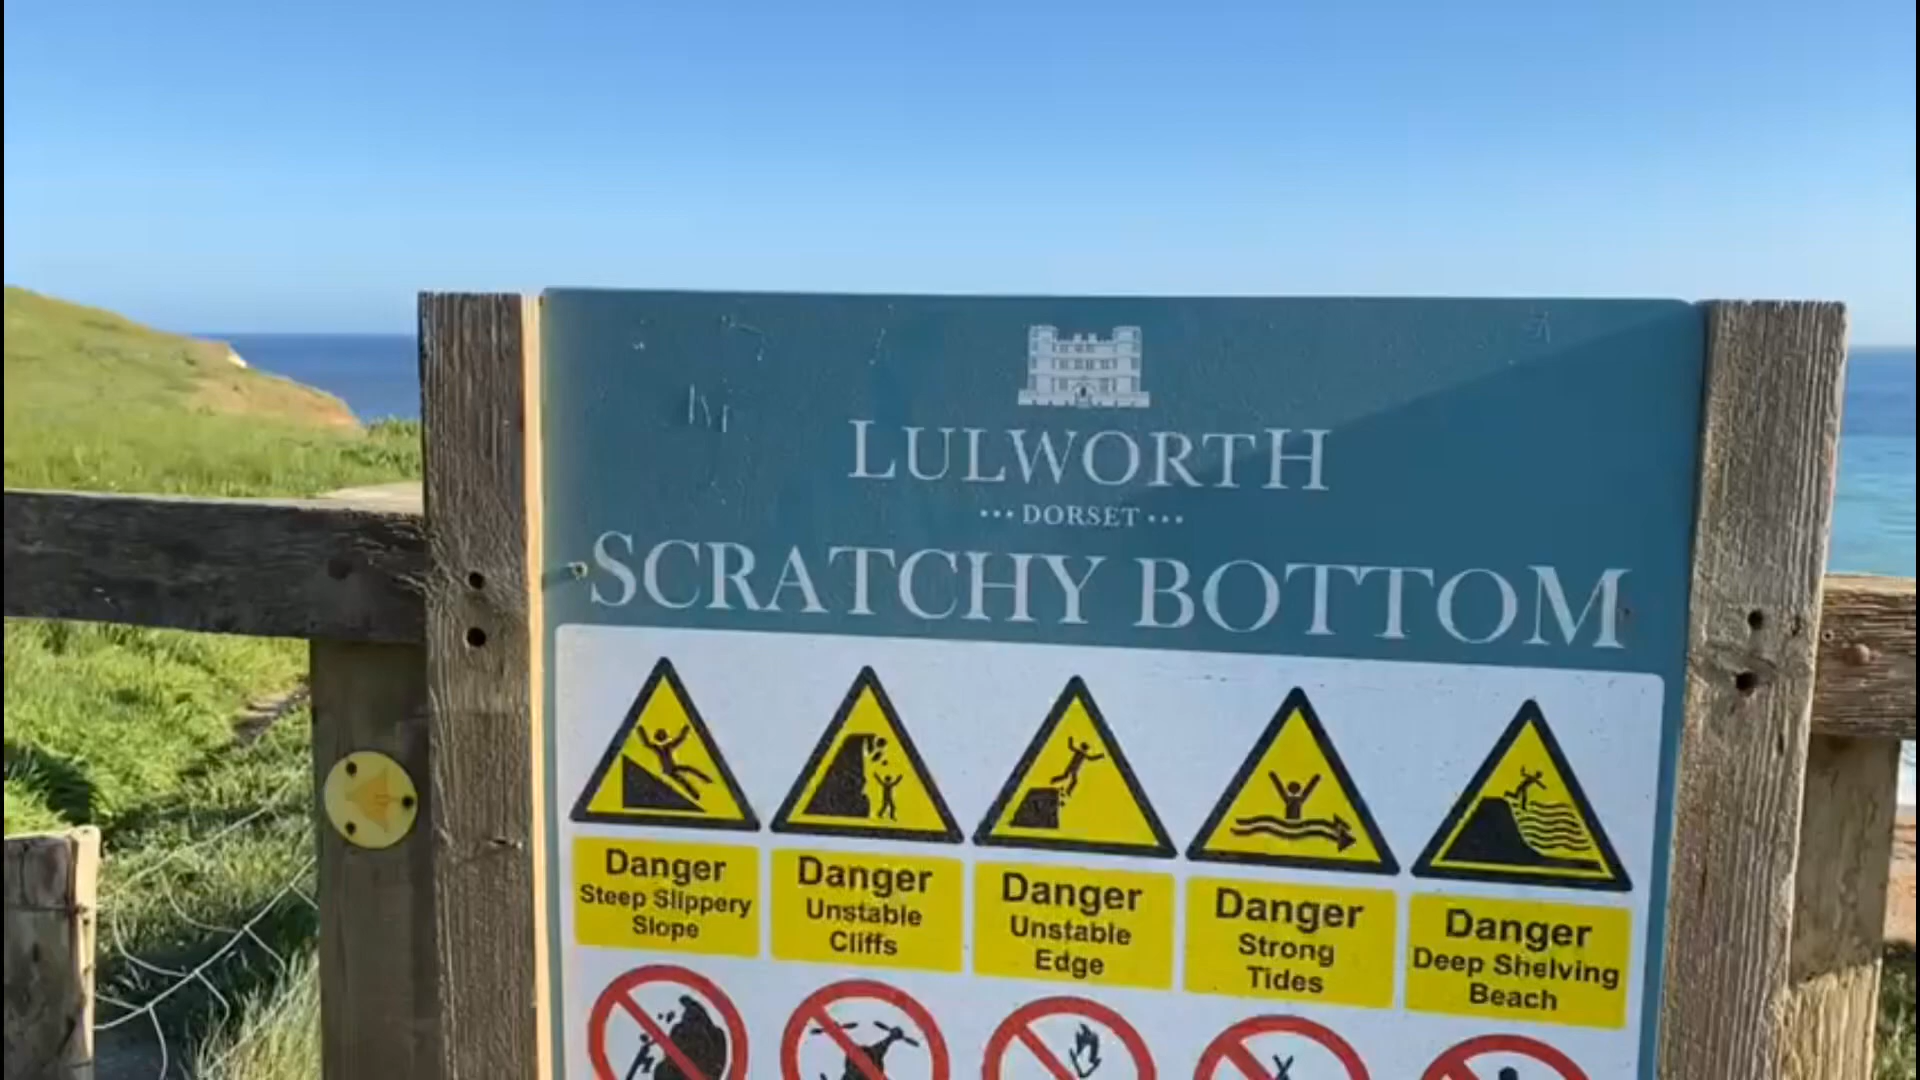 LULWORTH
••• DORSET •••
SCRATCHY BOTTOM
Danger
Steep Slippery
Slope
Danger
Unstable
Cliffs
Danger
Unstable
Edge
Danger
Strong
Tides
Danger
Deep Shelving
Beach